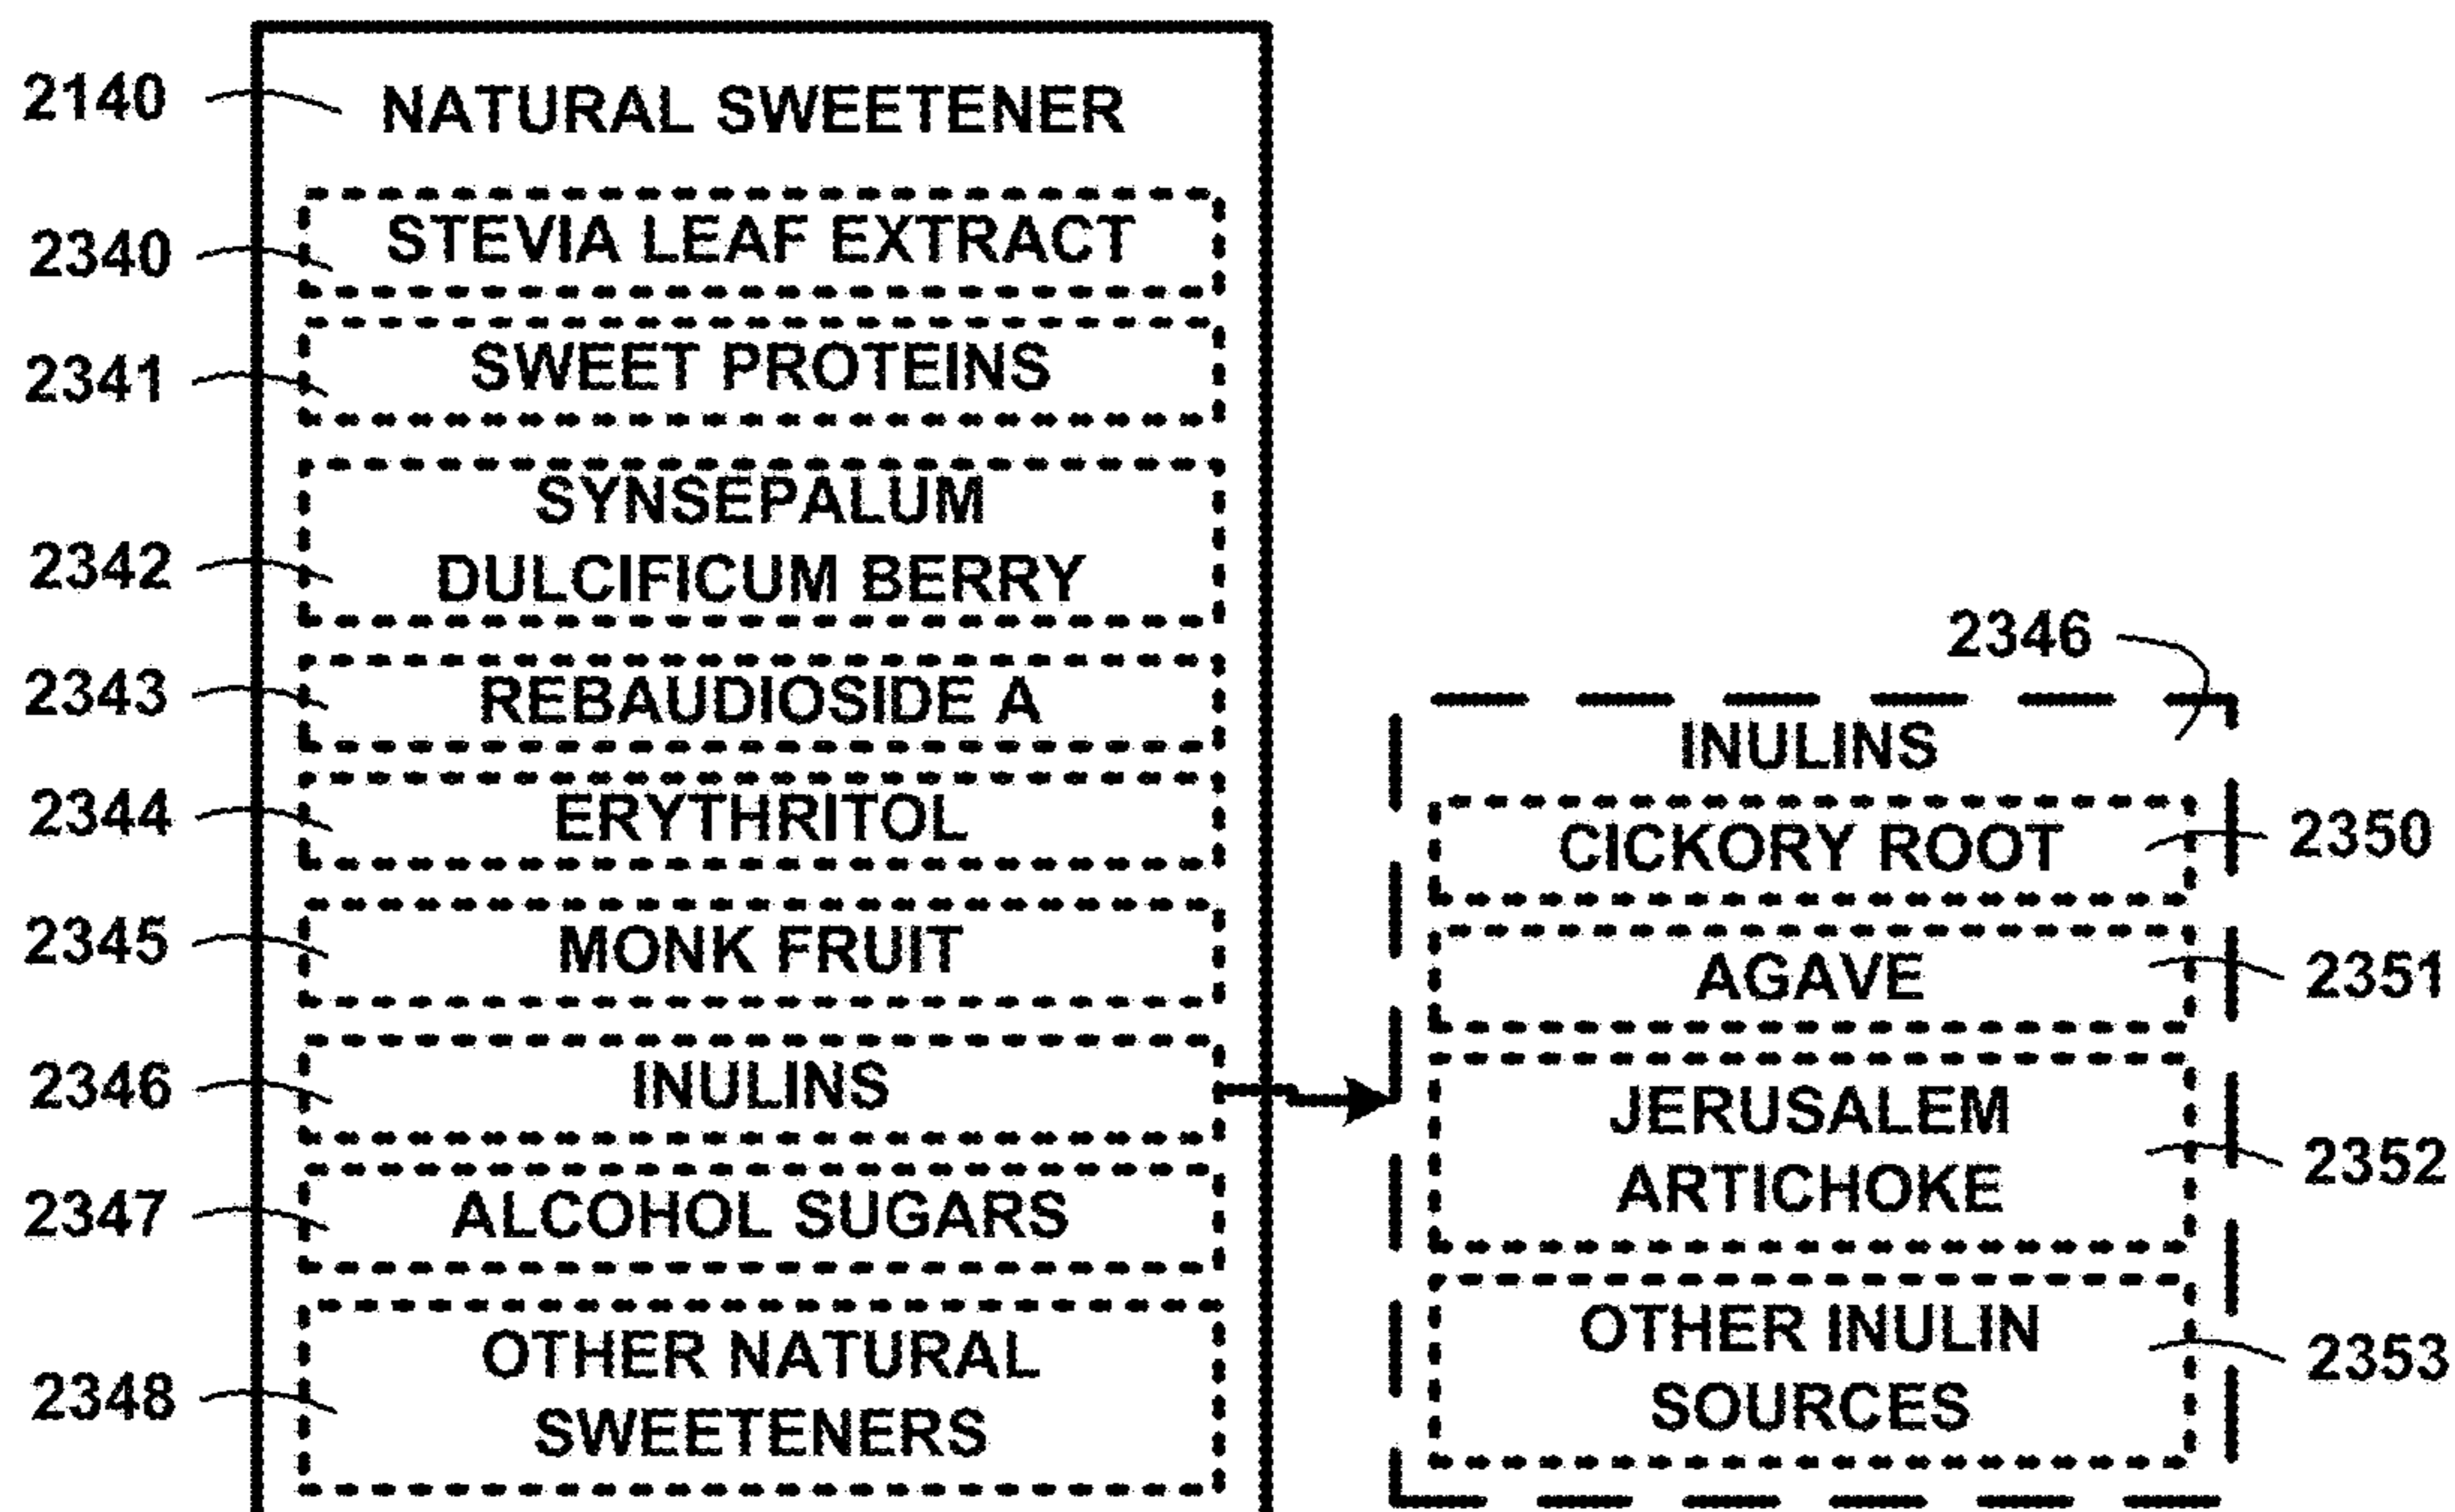 2140 NATURAL SWEETENER
2340 STEVIA LEAF EXTRACT
2341 SWEET PROTEINS
SYNSEPALUM
2342 DULCIFICUM BERRY
2343 REBAUDIOSIDE A
2344 ERYTHRITOL
2345 MONK FRUIT
2346 INULINS
2347 ALCOHOL SUGARS
OTHER NATURAL
2348 SWEETENERS
2346
INULINS
CICKORY ROOT 2350
AGAVE 2351
JERUSALEM
ARTICHOKE 2352
OTHER INULIN
SOURCES 2353